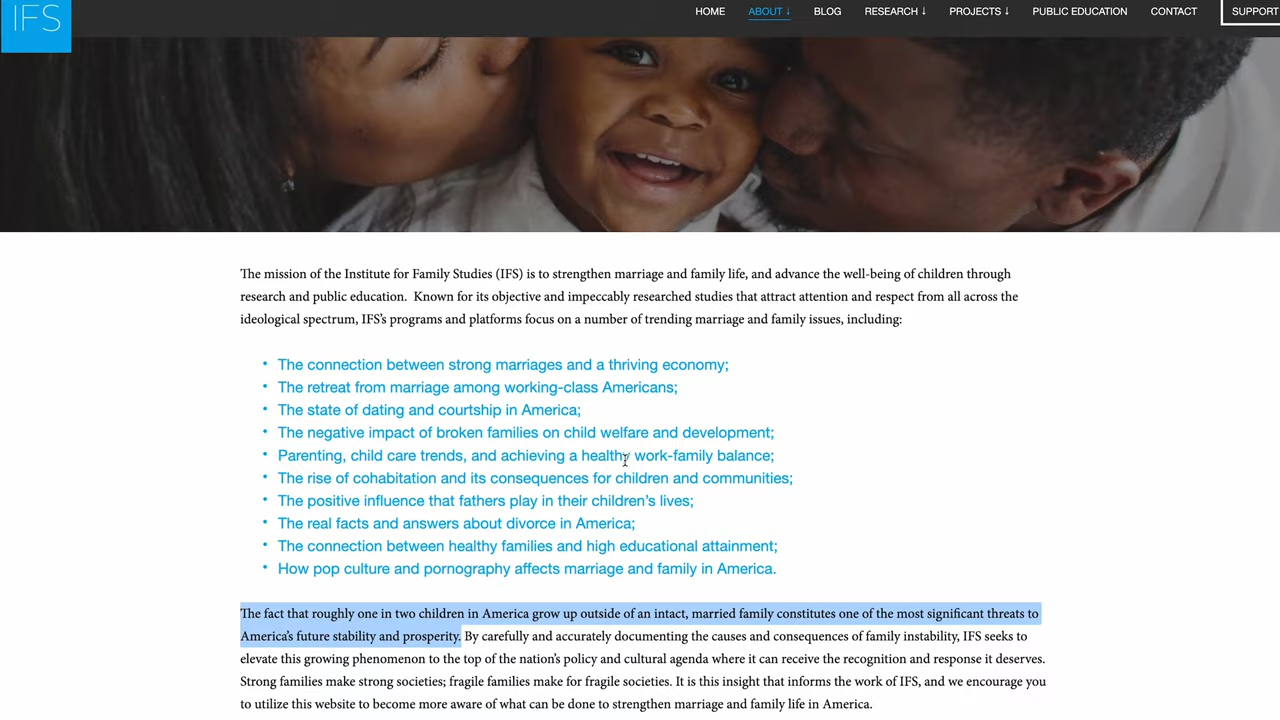 IFS
HOME ABOUT ↓ BLOG RESEARCH ↓ PROJECTS ↓ PUBLIC EDUCATION CONTACT SUPPORT
The mission of the Institute for Family Studies (IFS) is to strengthen marriage and family life, and advance the well-being of children through
research and public education. Known for its objective and impeccably researched studies that attract attention and respect from all across the
ideological spectrum, IFS’s programs and platforms focus on a number of trending marriage and family issues, including:
• The connection between strong marriages and a thriving economy;
• The retreat from marriage among working-class Americans;
• The state of dating and courtship in America;
• The negative impact of broken families on child welfare and development;
• Parenting, child care trends, and achieving a healthy work-family balance;
• The rise of cohabitation and its consequences for children and communities;
• The positive influence that fathers play in their children’s lives;
• The real facts and answers about divorce in America;
• The connection between healthy families and high educational attainment;
• How pop culture and pornography affects marriage and family in America.
The fact that roughly one in two children in America grow up outside of an intact, married family constitutes one of the most significant threats to
America’s future stability and prosperity. By carefully and accurately documenting the causes and consequences of family instability, IFS seeks to
elevate this growing phenomenon to the top of the nation’s policy and cultural agenda where it can receive the recognition and response it deserves.
Strong families make strong societies; fragile families make for fragile societies. It is this insight that informs the work of IFS, and we encourage you
to utilize this website to become more aware of what can be done to strengthen marriage and family life in America.